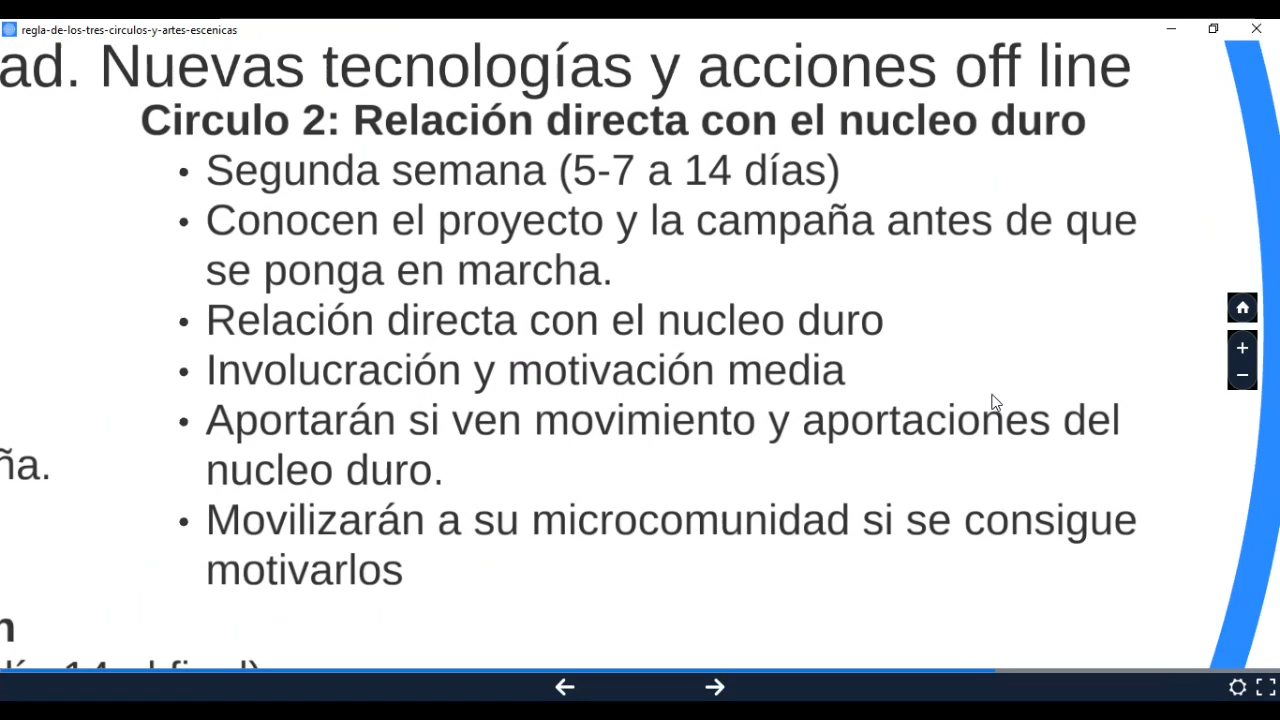 regla-de-los-tres-circulos-y-artes-escenicas
ad. Nuevas tecnologías y acciones off line
Circulo 2: Relación directa con el nucleo duro
• Segunda semana (5-7 a 14 días)
• Conocen el proyecto y la campaña antes de que
se ponga en marcha.
• Relación directa con el nucleo duro
• Involucración y motivación media
• Aportarán si ven movimiento y aportaciones del
ña.
nucleo duro.
• Movilizarán a su microcomunidad si se consigue
motivarlos
n